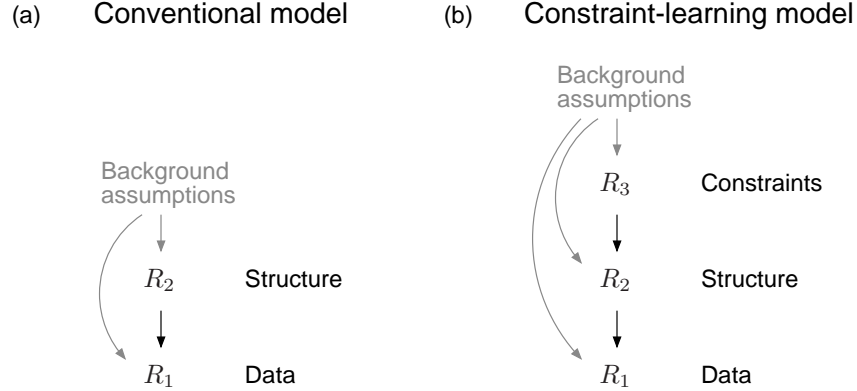 (a) Conventional model
Background
assumptions
R2 Structure
R1 Data
(b) Constraint-learning model
Background
assumptions
R3 Constraints
R2 Structure
R1 Data